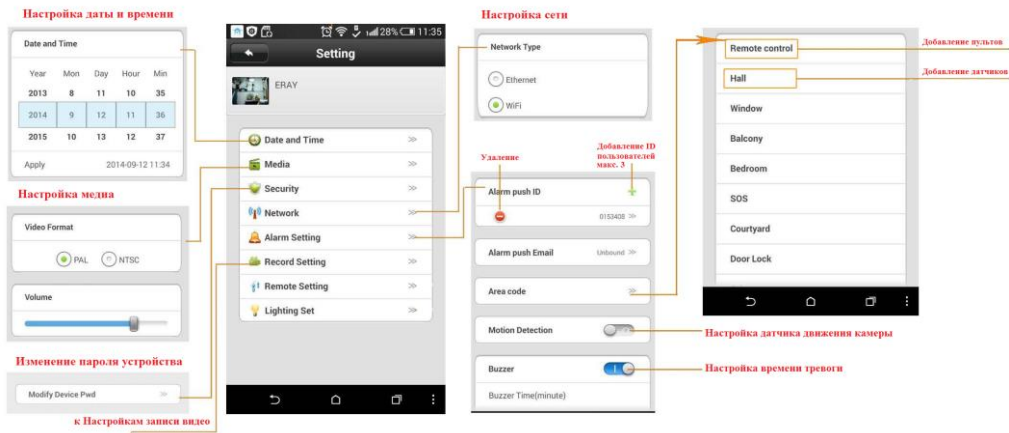 Настройка даты и времени
Date and Time
Year Mon Day Hour Min
2013 8 11 10 35
2014 9 12 11 36
2015 10 13 12 37
Apply 2014-09-12 11:34
Настройка медиа
Video Format
PAL NTSC
Volume
Изменение пароля устройства
Modify Device Pwd
к Настройкам записи видео
28% 11:35
Setting
ERAY
Date and Time
Media
Security
Network
Alarm Setting
Record Setting
Remote Setting
Lighting Set
Настройка сети
Network Type
Ethernet
WiFi
Удаление
Добавление ID
пользователей
макс. 3
Alarm push ID
0153408
Alarm push Email Unbound
Area code
Motion Detection
Buzzer
Buzzer Time(minute)
Настройка датчика движения камеры
Настройка времени тревоги
Remote control
Hall
Window
Balcony
Bedroom
SOS
Courtyard
Door Lock
Добавление пультов
Добавление датчиков